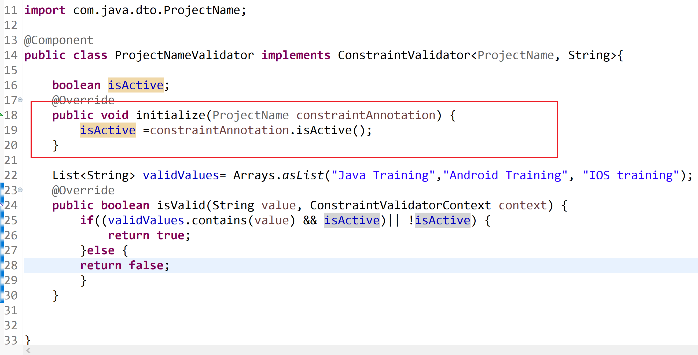 11 import com.java.dto.ProjectName;
12
13 @Component
14 public class ProjectNameValidator implements ConstraintValidator<ProjectName, String>{
15
16 boolean isActive;
17 @Override
18 public void initialize(ProjectName constraintAnnotation) {
19 isActive =constraintAnnotation.isActive();
20 }
21
22 List<String> validValues= Arrays.asList("Java Training","Android Training", "IOS training");
23 @Override
24 public boolean isValid(String value, ConstraintValidatorContext context) {
25 if((validValues.contains(value) && isActive)|| !isActive) {
26 return true;
27 }else {
28 return false;
29 }
30 }
31
32
33 }